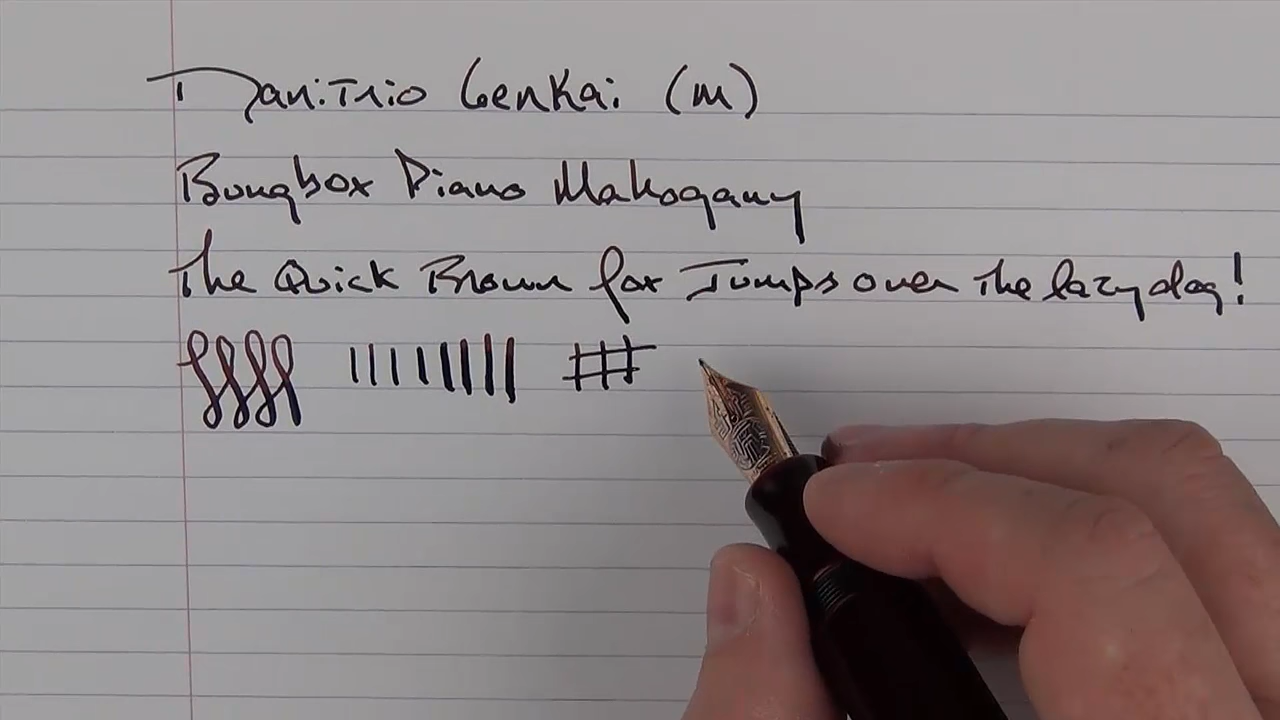 Danitrio Genkai (M)
Bungbox Piano Mahogany
The Quick Brown fox Jumps over The lazy dog!